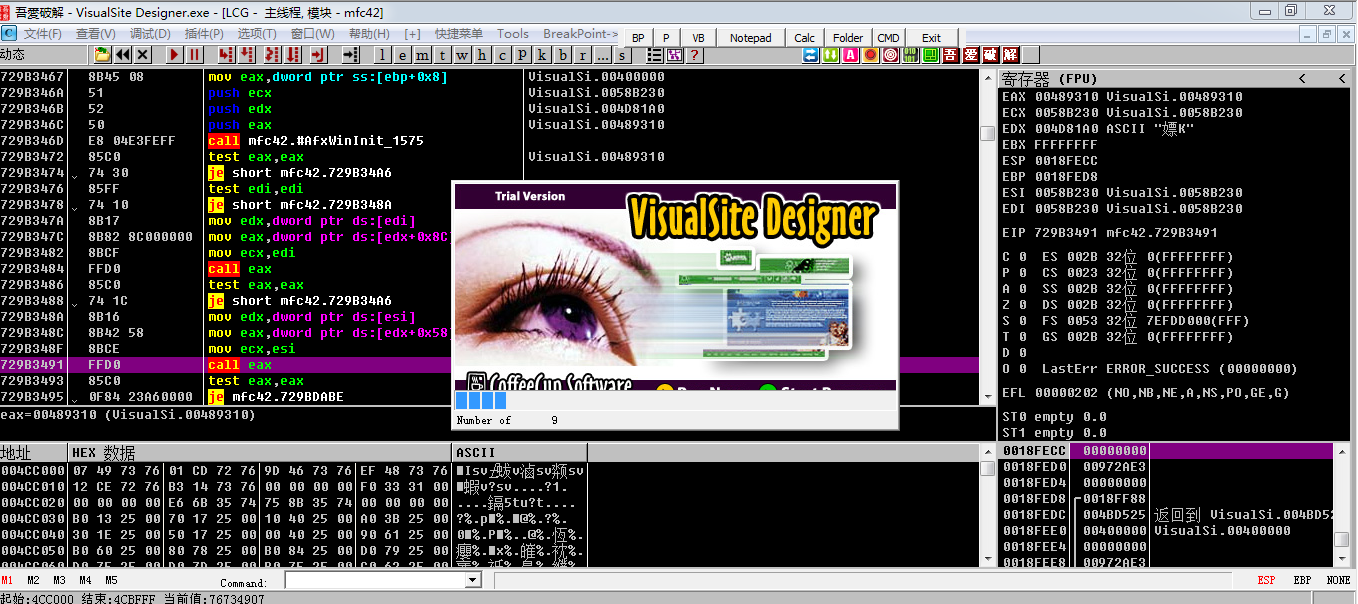 吾爱破解 - VisualSite Designer.exe - [LCG - 主线程, 模块 - mfc42]
文件(F) 查看(V) 调试(D) 插件(P) 选项(T) 窗口(W) 帮助(H) [+] 快捷菜单 Tools BreakPoint-> BP P VB Notepad Calc Folder CMD Exit
动态 l e m t w h c p k b r ... s ? 吾 爱 破 解
729B3467 8B45 08 mov eax,dword ptr ss:[ebp+0x8] VisualSi.00400000
729B346A 51 push ecx VisualSi.0058B230
729B346B 52 push edx VisualSi.004D81A0
729B346C 50 push eax VisualSi.00489310
729B346D E8 04E3FEFF call mfc42.#AfxWinInit_1575
729B3472 85C0 test eax,eax VisualSi.00489310
729B3474 74 30 je short mfc42.729B34A6
729B3476 85FF test edi,edi
729B3478 74 10 je short mfc42.729B348A
729B347A 8B17 mov edx,dword ptr ds:[edi]
729B347C 8B82 8C000000 mov eax,dword ptr ds:[edx+0x8C
729B3482 8BCF mov ecx,edi
729B3484 FFD0 call eax
729B3486 85C0 test eax,eax
729B3488 74 1C je short mfc42.729B34A6
729B348A 8B16 mov edx,dword ptr ds:[esi]
729B348C 8B42 58 mov eax,dword ptr ds:[edx+0x58
729B348F 8BCE mov ecx,esi
729B3491 FFD0 call eax
729B3493 85C0 test eax,eax
729B3495 0F84 23A60000 je mfc42.729BDABE
eax=00489310 (VisualSi.00489310)
Trial Version
VisualSite Designer
CoffeeCup Software
Number of 9
寄存器 (FPU) < <
EAX 00489310 VisualSi.00489310
ECX 0058B230 VisualSi.0058B230
EDX 004D81A0 ASCII "嫖K"
EBX FFFFFFFF
ESP 0018FECC
EBP 0018FED8
ESI 0058B230 VisualSi.0058B230
EDI 0058B230 VisualSi.0058B230
EIP 729B3491 mfc42.729B3491
C 0 ES 002B 32位 0(FFFFFFFF)
P 0 CS 0023 32位 0(FFFFFFFF)
A 0 SS 002B 32位 0(FFFFFFFF)
Z 0 DS 002B 32位 0(FFFFFFFF)
S 0 FS 0053 32位 7EFDD000(FFF)
T 0 GS 002B 32位 0(FFFFFFFF)
D 0
O 0 LastErr ERROR_SUCCESS (00000000)
EFL 00000202 (NO,NB,NE,A,NS,PO,GE,G)
ST0 empty 0.0
ST1 empty 0.0
地址 HEX 数据 ASCII
004CC000 07 49 73 76 01 CD 72 76 9D 46 73 76 EF 48 73 76
004CC010 12 CE 72 76 B3 14 73 76 00 00 00 00 F0 33 31 00
004CC020 00 00 00 00 E6 6B 35 74 75 8B 35 74 00 00 00 00 ....鎘5tu?t....
004CC030 B0 13 25 00 70 17 25 00 10 40 25 00 A0 3B 25 00
004CC040 30 1E 25 00 50 17 25 00 00 40 25 00 90 61 25 00
004CC050 B0 60 25 00 80 78 25 00 B0 84 25 00 D0 79 25 00
0018FECC 00000000
0018FED0 00972AE3
0018FED4 00000000
0018FED8 0018FF88
0018FEDC 004BD525 返回到 VisualSi.004BD52
0018FEE0 00400000 VisualSi.00400000
0018FEE4 00000000
0018FEE8 00972AE3
M1 M2 M3 M4 M5 Command: ESP EBP NONE
起始:4CC000 结束:4CBFFF 当前值:76734907